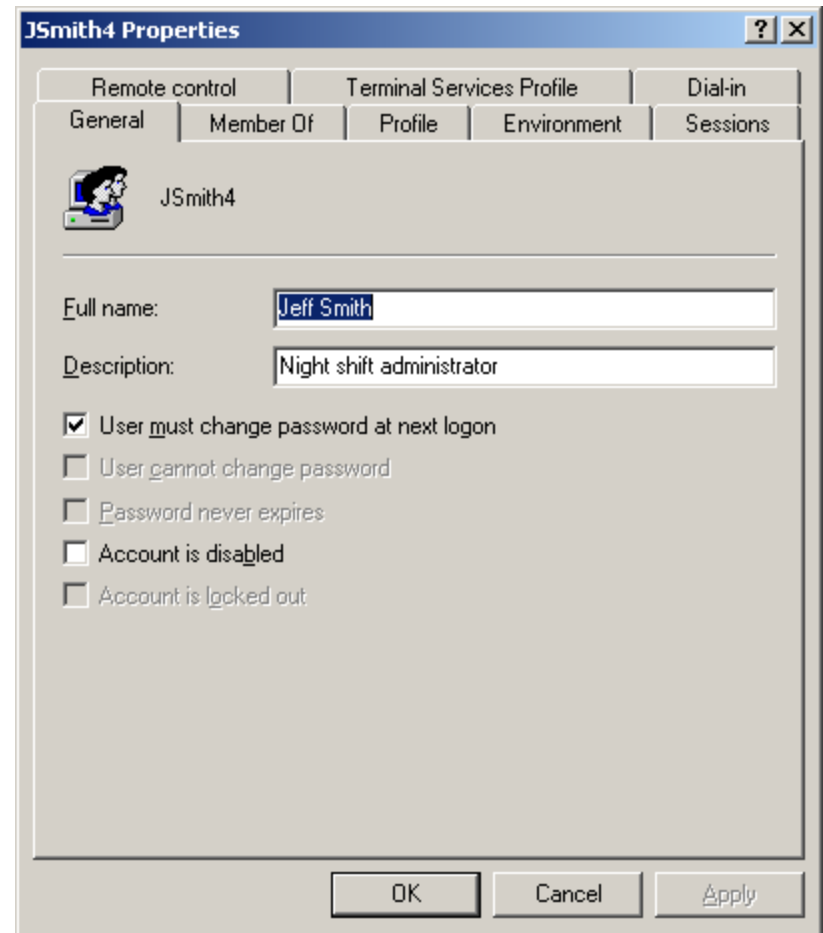 JSmith4 Properties
Remote control Terminal Services Profile Dial-in
General Member Of Profile Environment Sessions
JSmith4
Full name: Jeff Smith
Description: Night shift administrator
User must change password at next logon
User cannot change password
Password never expires
Account is disabled
Account is locked out
OK Cancel Apply